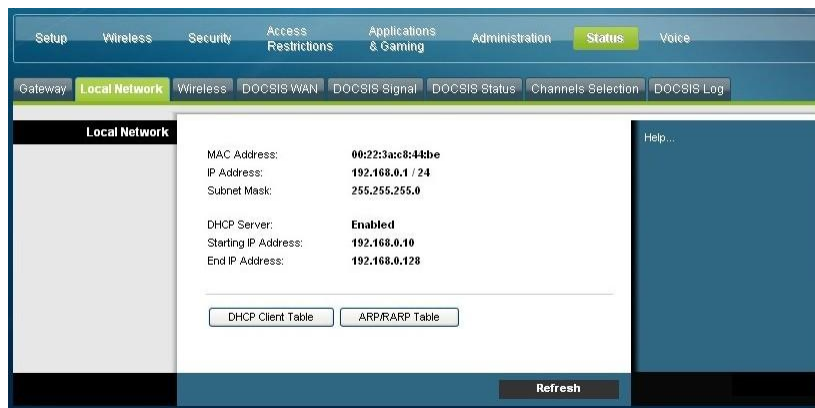 Setup Wireless Security Access Restrictions Applications & Gaming Administration Status Voice
Gateway Local Network Wireless DOCSIS WAN DOCSIS Signal DOCSIS Status Channels Selection DOCSIS Log
Local Network
Help...
MAC Address: 00:22:3a:c8:44:be
IP Address: 192.168.0.1 / 24
Subnet Mask: 255.255.255.0
DHCP Server: Enabled
Starting IP Address: 192.168.0.10
End IP Address: 192.168.0.128
DHCP Client Table ARP/RARP Table
Refresh